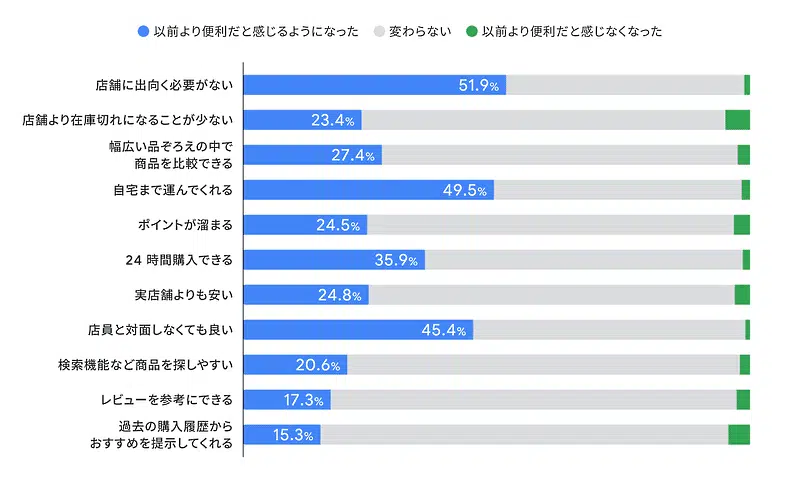 以前より便利だと感じるようになった 変わらない 以前より便利だと感じなくなった
店舗に出向く必要がない 51.9%
店舗より在庫切れになることが少ない 23.4%
幅広い品ぞろえの中で
商品を比較できる 27.4%
自宅まで運んでくれる 49.5%
ポイントが溜まる 24.5%
24 時間購入できる 35.9%
実店舗よりも安い 24.8%
店員と対面しなくても良い 45.4%
検索機能など商品を探しやすい 20.6%
レビューを参考にできる 17.3%
過去の購入履歴から
おすすめを提示してくれる 15.3%